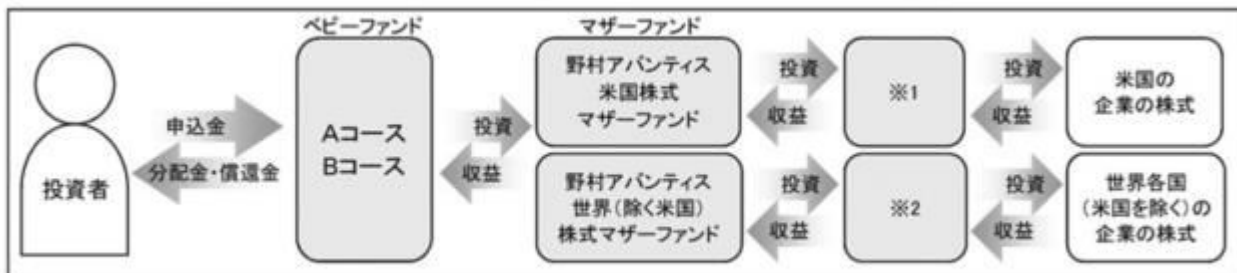 ベビーファンド
マザーファンド
投資者
申込金
分配金・償還金
Aコース
Bコース
投資
収益
野村アバンティス
米国株式
マザーファンド
投資
収益
※1
投資
収益
米国の
企業の株式
野村アバンティス
世界(除く米国)
株式マザーファンド
投資
収益
※2
投資
収益
世界各国
(米国を除く)の
企業の株式